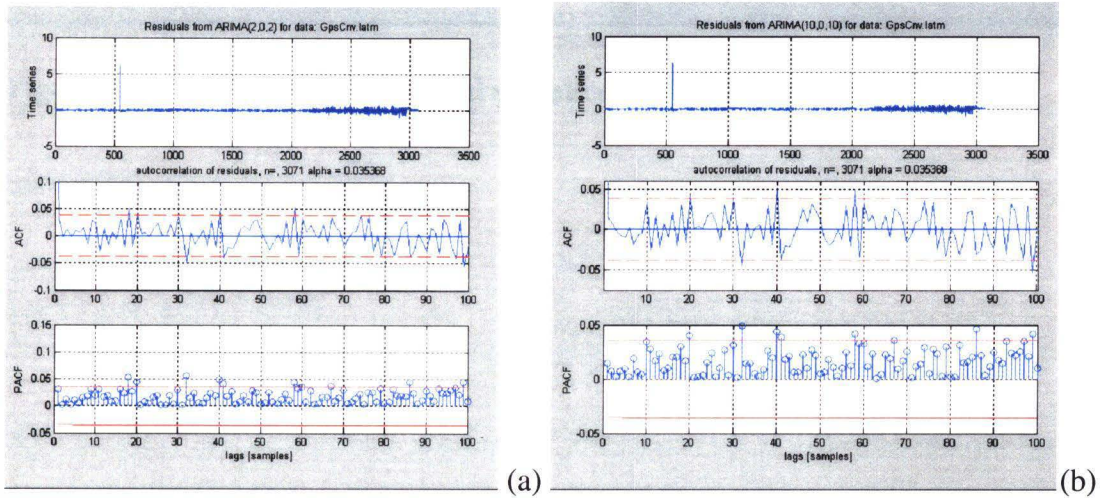 Residuals from ARIMA(2,0,2) for data: GpsCnv.latm
10
5
0
-5
Time series
0 500 1000 1500 2000 2500 3000 3500
autocorrelation of residuals, n=, 3071 alpha = 0.035368
0.1
0.05
0
-0.05
-0.1
ACF
0 10 20 30 40 50 60 70 80 90 100
0.15
0.1
0.05
0
-0.05
PACF
0 10 20 30 40 50 60 70 80 90 100
lags [samples]
(a)
Residuals from ARIMA(10,0,10) for data: GpsCnv.latm
10
5
0
-5
Time series
0 500 1000 1500 2000 2500 3000 3500
autocorrelation of residuals, n=, 3071 alpha = 0.035368
0.05
0
-0.05
ACF
10 20 30 40 50 60 70 80 90 100
0.05
0
-0.05
PACF
0 10 20 30 40 50 60 70 80 90 100
lags [samples]
(b)